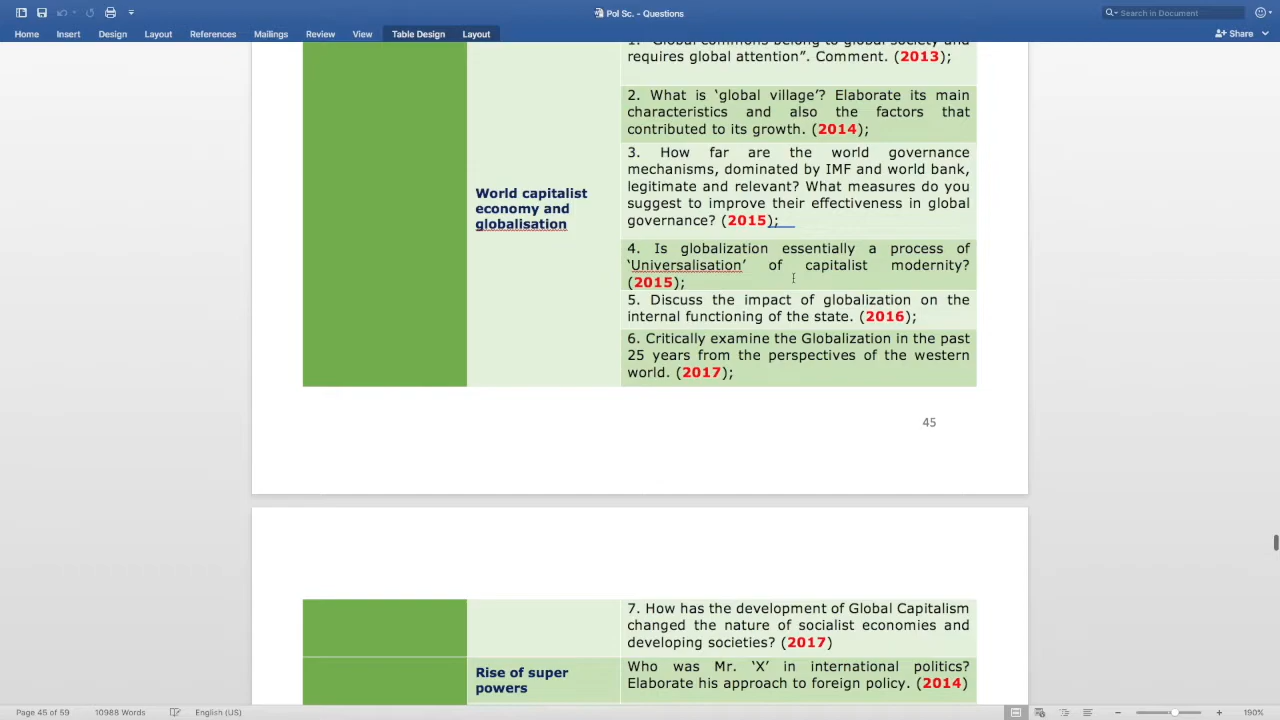 Pol Sc. - Questions
Search in Document
Home Insert Design Layout References Mailings Review View Table Design Layout
Share
1. “Global commons belong to global society and
requires global attention”. Comment. (2013);
2. What is ‘global village’? Elaborate its main
characteristics and also the factors that
contributed to its growth. (2014);
3. How far are the world governance
mechanisms, dominated by IMF and world bank,
legitimate and relevant? What measures do you
suggest to improve their effectiveness in global
governance? (2015);
World capitalist
economy and
globalisation
4. Is globalization essentially a process of
‘Universalisation’ of capitalist modernity?
(2015);
5. Discuss the impact of globalization on the
internal functioning of the state. (2016);
6. Critically examine the Globalization in the past
25 years from the perspectives of the western
world. (2017);
45
7. How has the development of Global Capitalism
changed the nature of socialist economies and
developing societies? (2017)
Rise of super
powers
Who was Mr. ‘X’ in international politics?
Elaborate his approach to foreign policy. (2014)
Page 45 of 59 10988 Words English (US) 190%